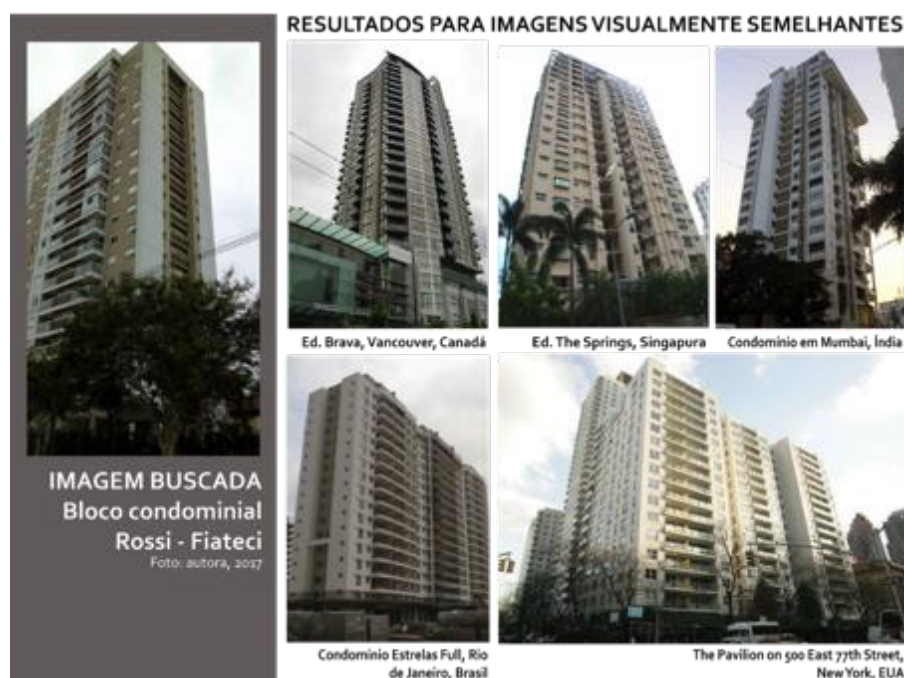 RESULTADOS PARA IMAGENS VISUALMENTE SEMELHANTES
IMAGEM BUSCADA
Bloco condominial
Rossi - Fiateci
Foto: autora, 2017
Ed. Brava, Vancouver, Canadá
Ed. The Springs, Singapura
Condominio em Mumbai, Índia
Condominio Estrelas Full, Rio
de Janeiro, Brasil
The Pavilion on 500 East 77th Street,
New York, EUA